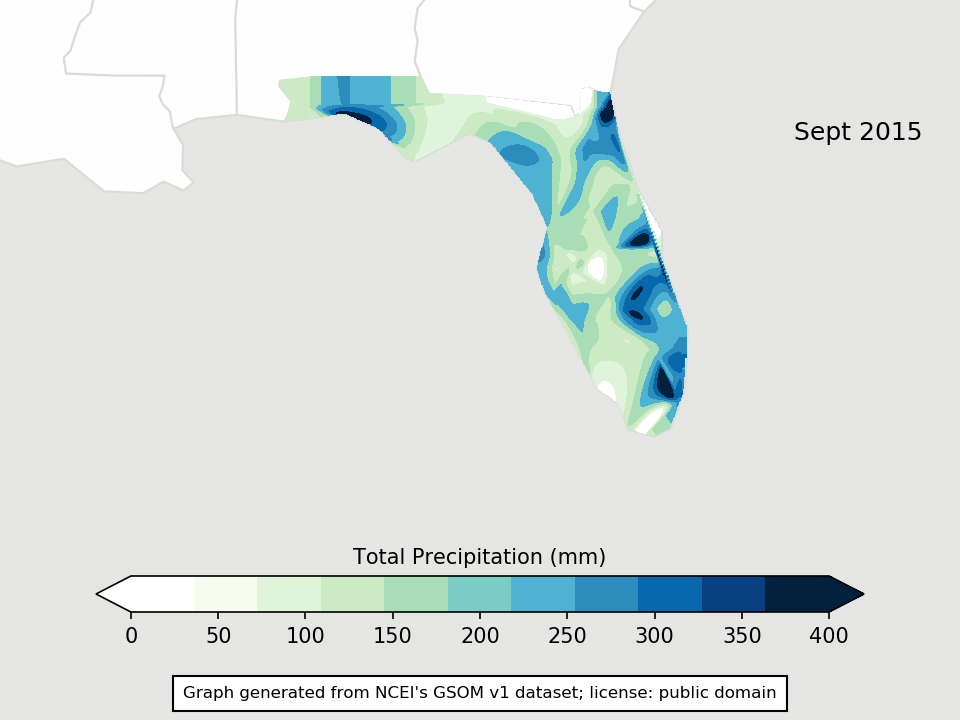 Sept 2015
Total Precipitation (mm)
0 50 100 150 200 250 300 350 400
Graph generated from NCEI's GSOM v1 dataset; license: public domain